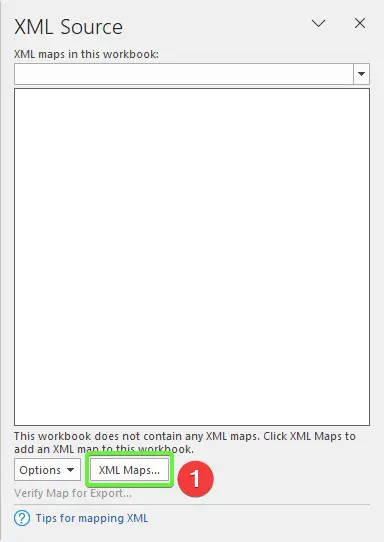 XML Source
XML maps in this workbook:
This workbook does not contain any XML maps. Click XML Maps to
add an XML map to this workbook.
Options XML Maps... 1
Verify Map for Export...
? Tips for mapping XML